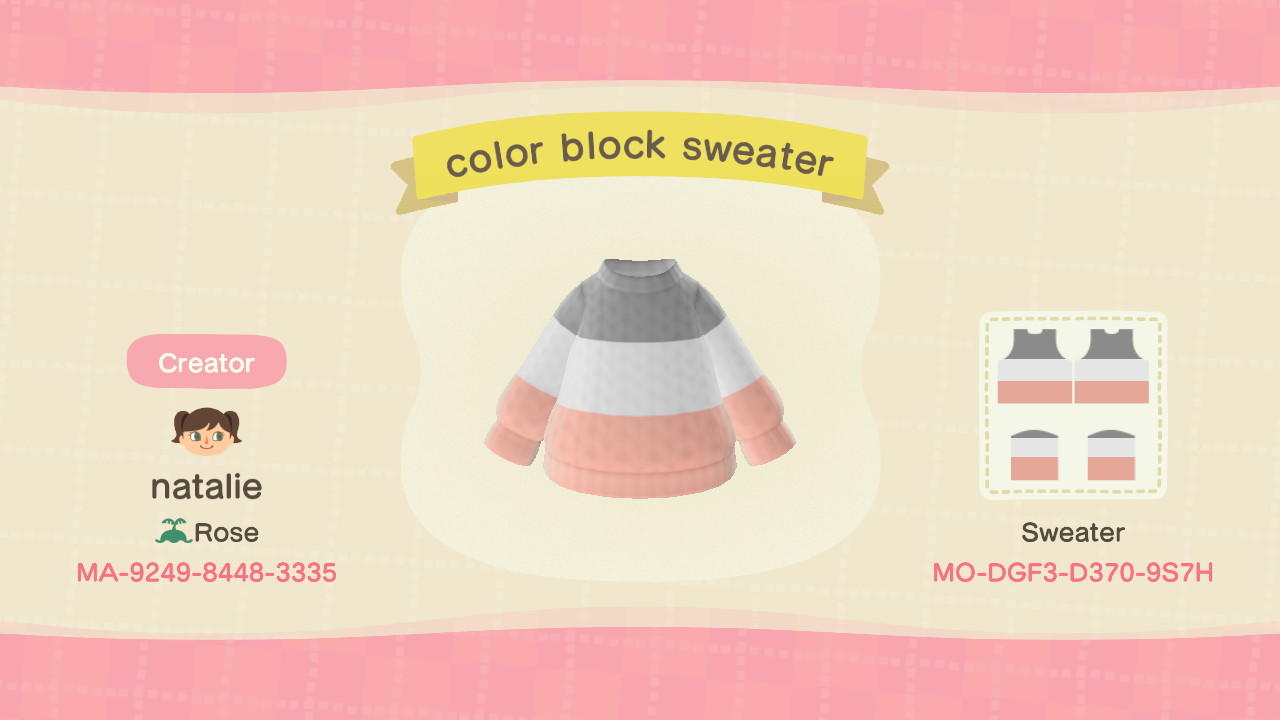 color block sweater
Creator
natalie
Rose
MA-9249-8448-3335
Sweater
MO-DGF3-D370-9S7H